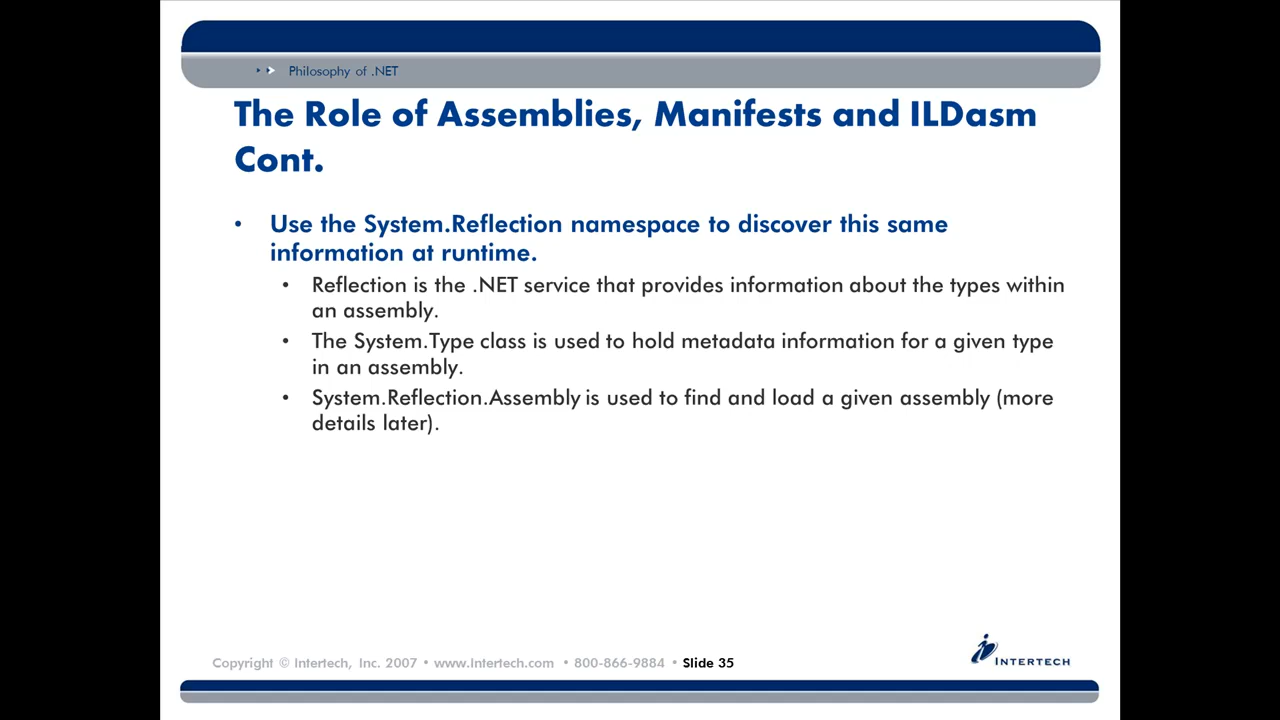 Philosophy of .NET
The Role of Assemblies, Manifests and ILDasm
Cont.
• Use the System.Reflection namespace to discover this same
information at runtime.
• Reflection is the .NET service that provides information about the types within
an assembly.
• The System.Type class is used to hold metadata information for a given type
in an assembly.
• System.Reflection.Assembly is used to find and load a given assembly (more
details later).
Copyright © Intertech, Inc. 2007 • www.Intertech.com • 800-866-9884 • Slide 35
INTERTECH